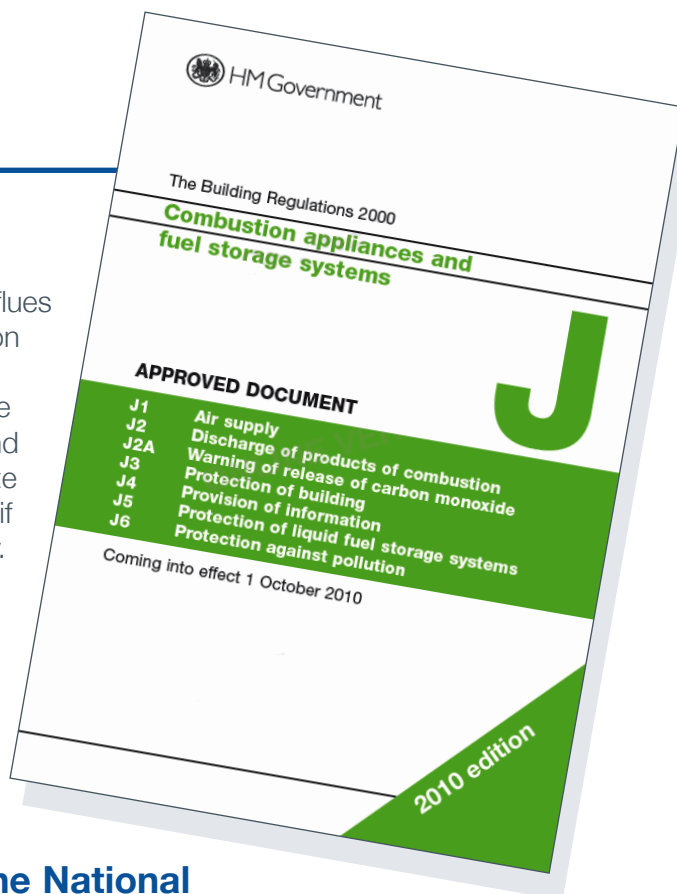 HM Government
The Building Regulations 2000
Combustion appliances and
fuel storage systems
J
APPROVED DOCUMENT
J1 Air supply
J2 Discharge of products of combustion
J2A Warning of release of carbon monoxide
J3 Protection of building
J4 Provision of information
J5 Protection of liquid fuel storage systems
J6 Protection against pollution
Coming into effect 1 October 2010
2010 edition
flues
if
National